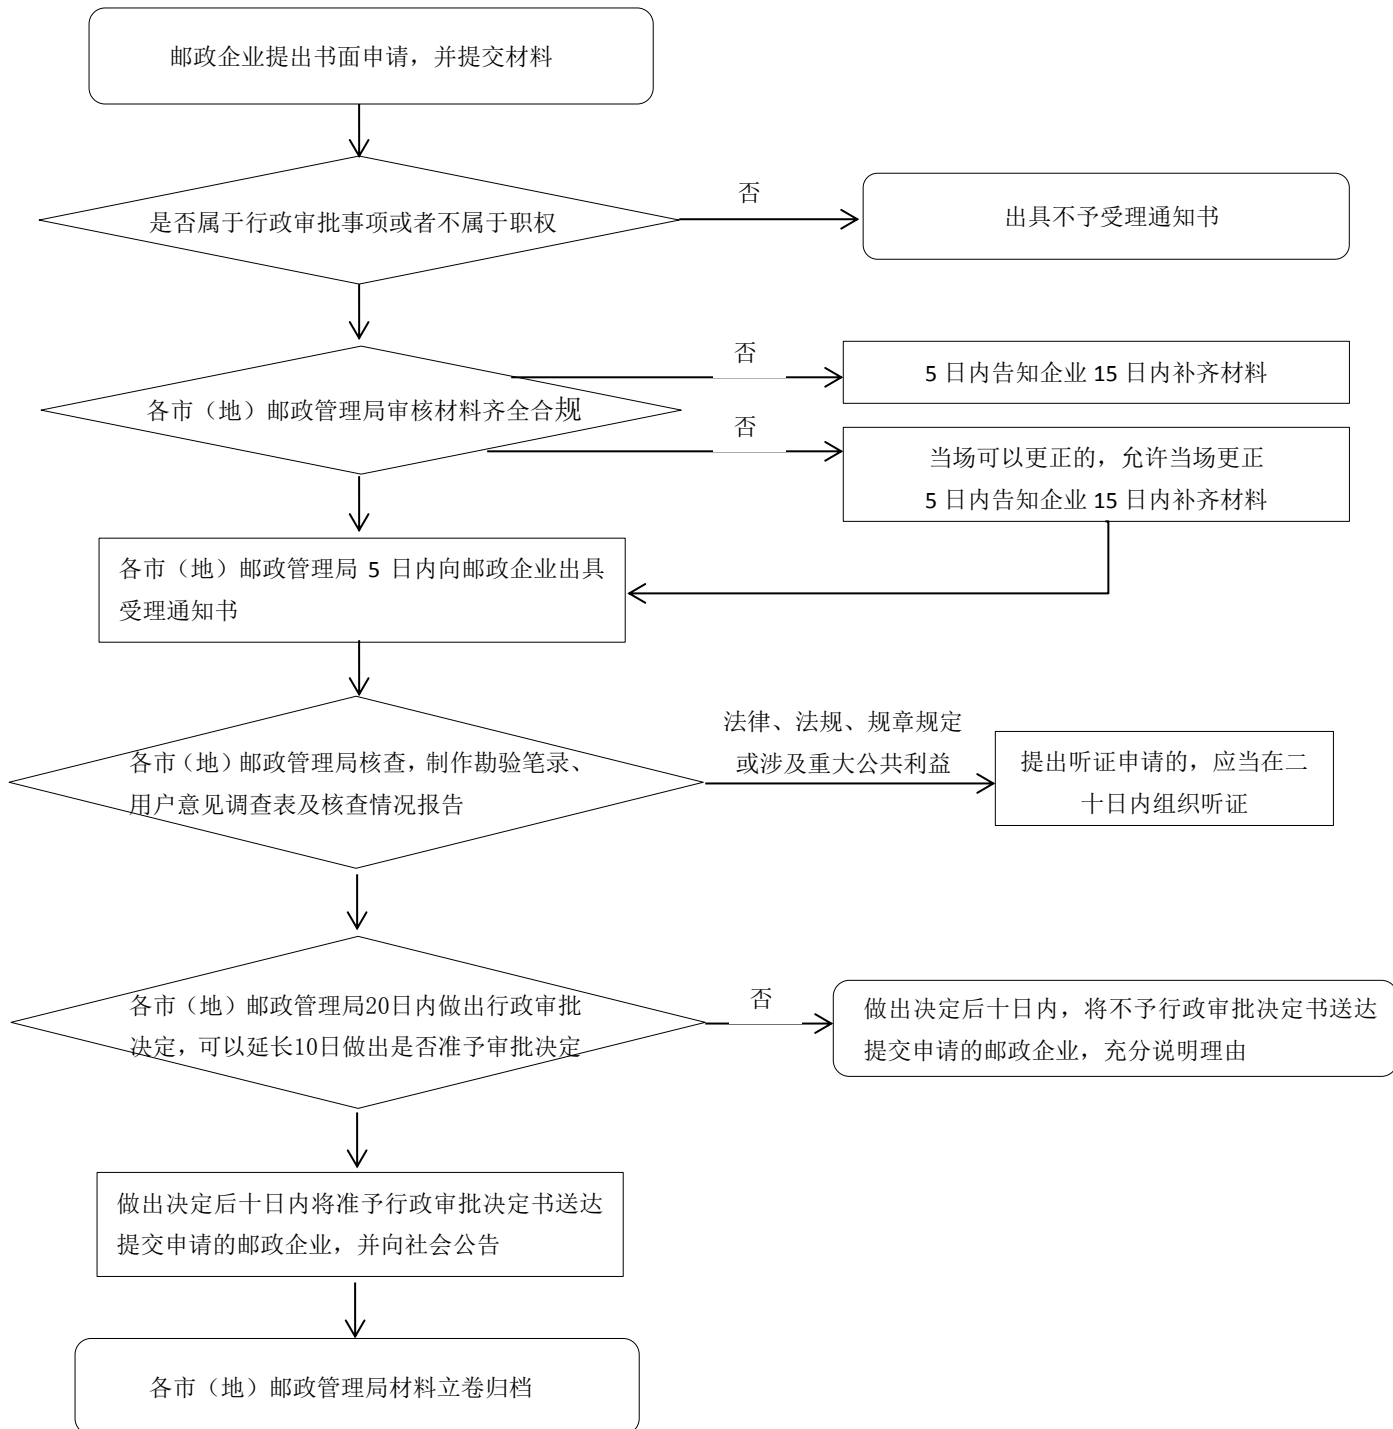 邮政企业提出书面申请，并提交材料
是否属于行政审批事项或者不属于职权
否
出具不予受理通知书
否
5 日内告知企业 15 日内补齐材料
各市（地）邮政管理局审核材料齐全合规
否
当场可以更正的，允许当场更正
5 日内告知企业 15 日内补齐材料
各市（地）邮政管理局 5 日内向邮政企业出具
受理通知书
法律、法规、规章规定
或涉及重大公共利益
各市（地）邮政管理局核查，制作勘验笔录、
用户意见调查表及核查情况报告
提出听证申请的，应当在二
十日内组织听证
各市（地）邮政管理局20日内做出行政审批
决定，可以延长10日做出是否准予审批决定
否
做出决定后十日内，将不予行政审批决定书送达
提交申请的邮政企业，充分说明理由
做出决定后十日内将准予行政审批决定书送达
提交申请的邮政企业，并向社会公告
各市（地）邮政管理局材料立卷归档